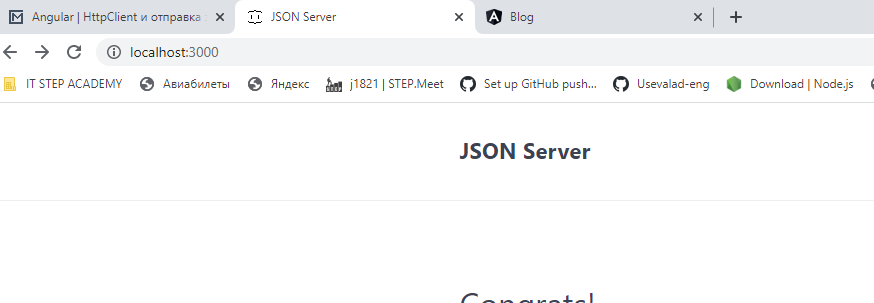 Angular | HttpClient и отправка
JSON Server
Blog
localhost:3000
IT STEP ACADEMY
Авиабилеты
Яндекс
j1821 | STEP.Meet
Set up GitHub push...
Usevalad-eng
Download | Node.js
JSON Server
Congrats!